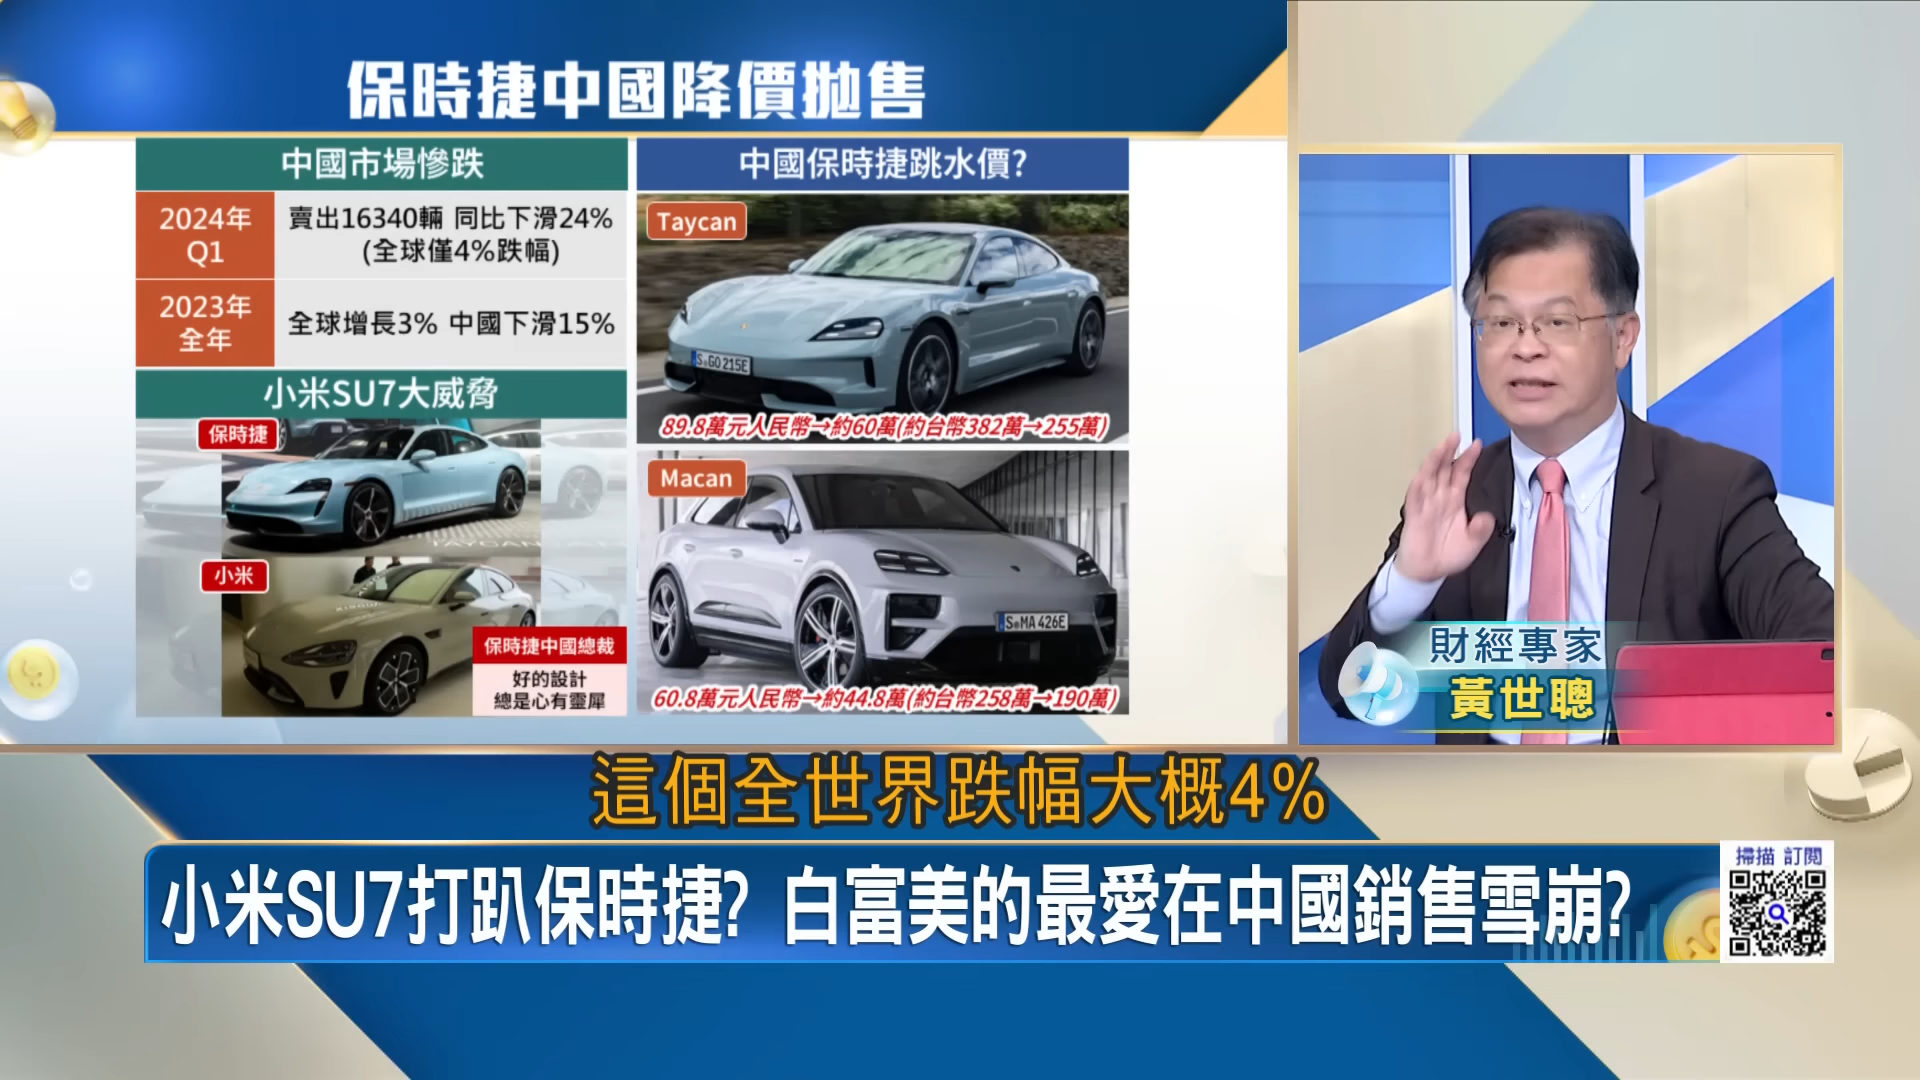 保時捷中國降價拋售
中國市場慘跌
2024年
Q1
賣出16340輛 同比下滑24%
(全球僅4%跌幅)
2023年
全年
全球增長3% 中國下滑15%
小米SU7大威脅
保時捷
小米
保時捷中國總裁
好的設計
總是心有靈犀
中國保時捷跳水價?
Taycan
S GO 215E
89.8萬元人民幣→約60萬(約台幣382萬→255萬)
Macan
S MA 426E
60.8萬元人民幣→約44.8萬(約台幣258萬→190萬)
財經專家
黃世聰
這個全世界跌幅大概4%
小米SU7打趴保時捷? 白富美的最愛在中國銷售雪崩?
掃描 訂閱